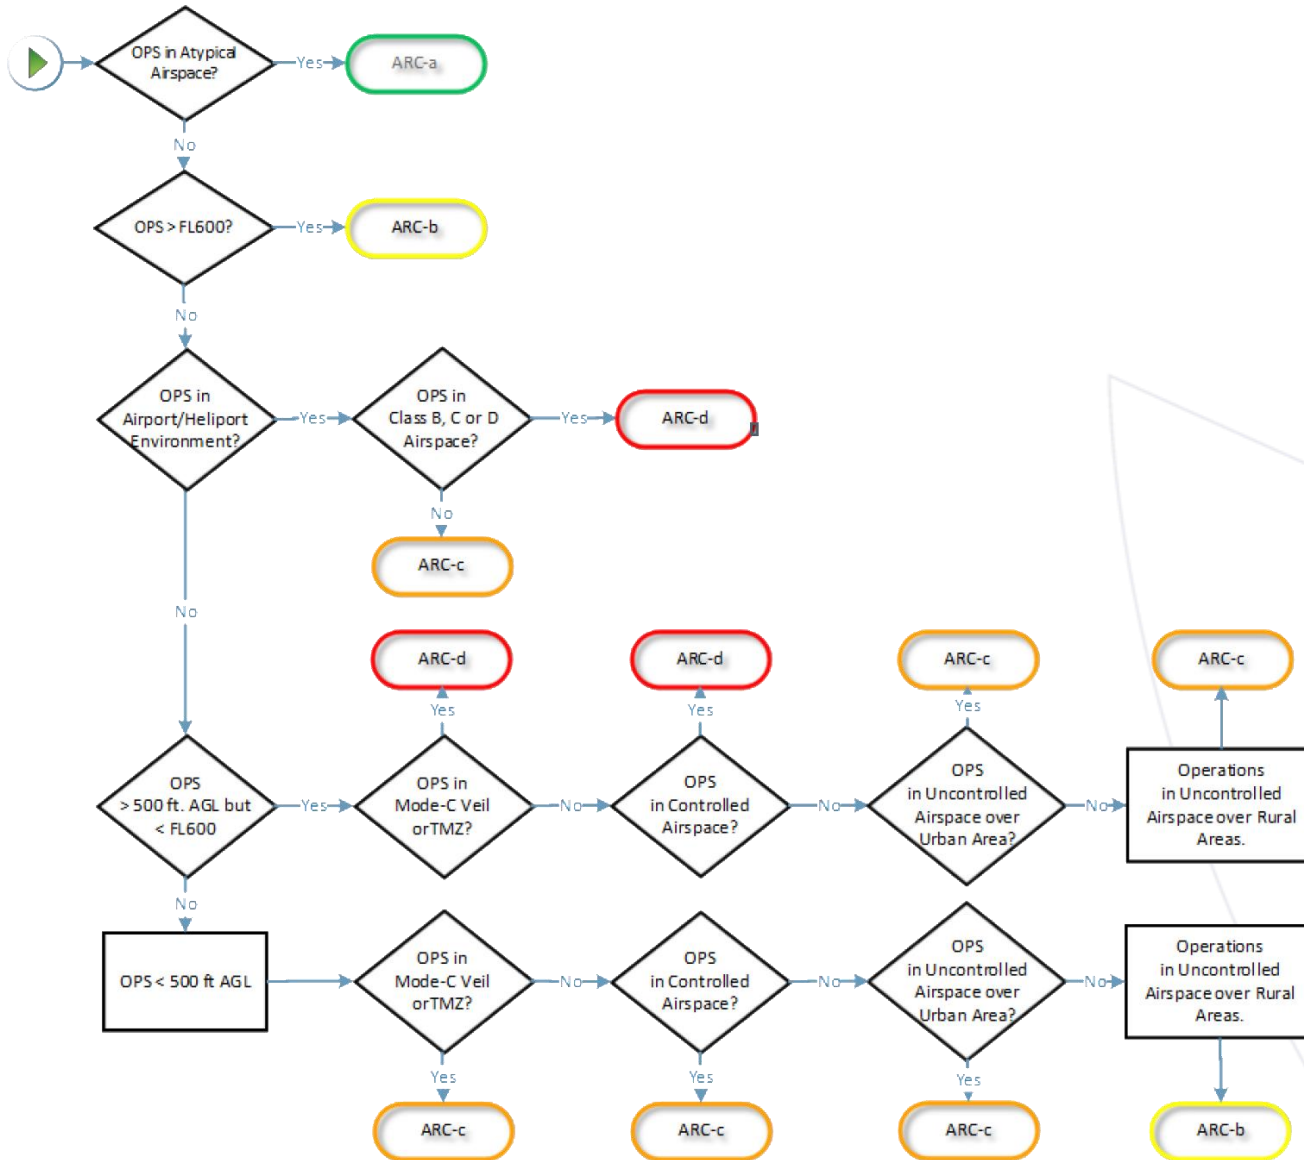 OPS in Atypical
Airspace?
Yes
ARC-a
No
OPS > FL600?
Yes
ARC-b
No
OPS in
Airport/Heliport
Environment?
Yes
OPS in
Class B, C or D
Airspace?
Yes
ARC-d
No
ARC-c
No
ARC-d
ARC-d
ARC-c
ARC-c
Yes
Yes
Yes
OPS
> 500 ft. AGL but
< FL600
Yes
OPS in
Mode-C Veil
orTMZ?
No
OPS
in Controlled
Airspace?
No
OPS
in Uncontrolled
Airspace over
Urban Area?
No
Operations
in Uncontrolled
Airspace over Rural
Areas.
No
OPS < 500 ft AGL
OPS in
Mode-C Veil
orTMZ?
No
OPS
in Controlled
Airspace?
No
OPS
in Uncontrolled
Airspace over
Urban Area?
No
Operations
in Uncontrolled
Airspace over Rural
Areas.
Yes
Yes
Yes
ARC-c
ARC-c
ARC-c
ARC-b